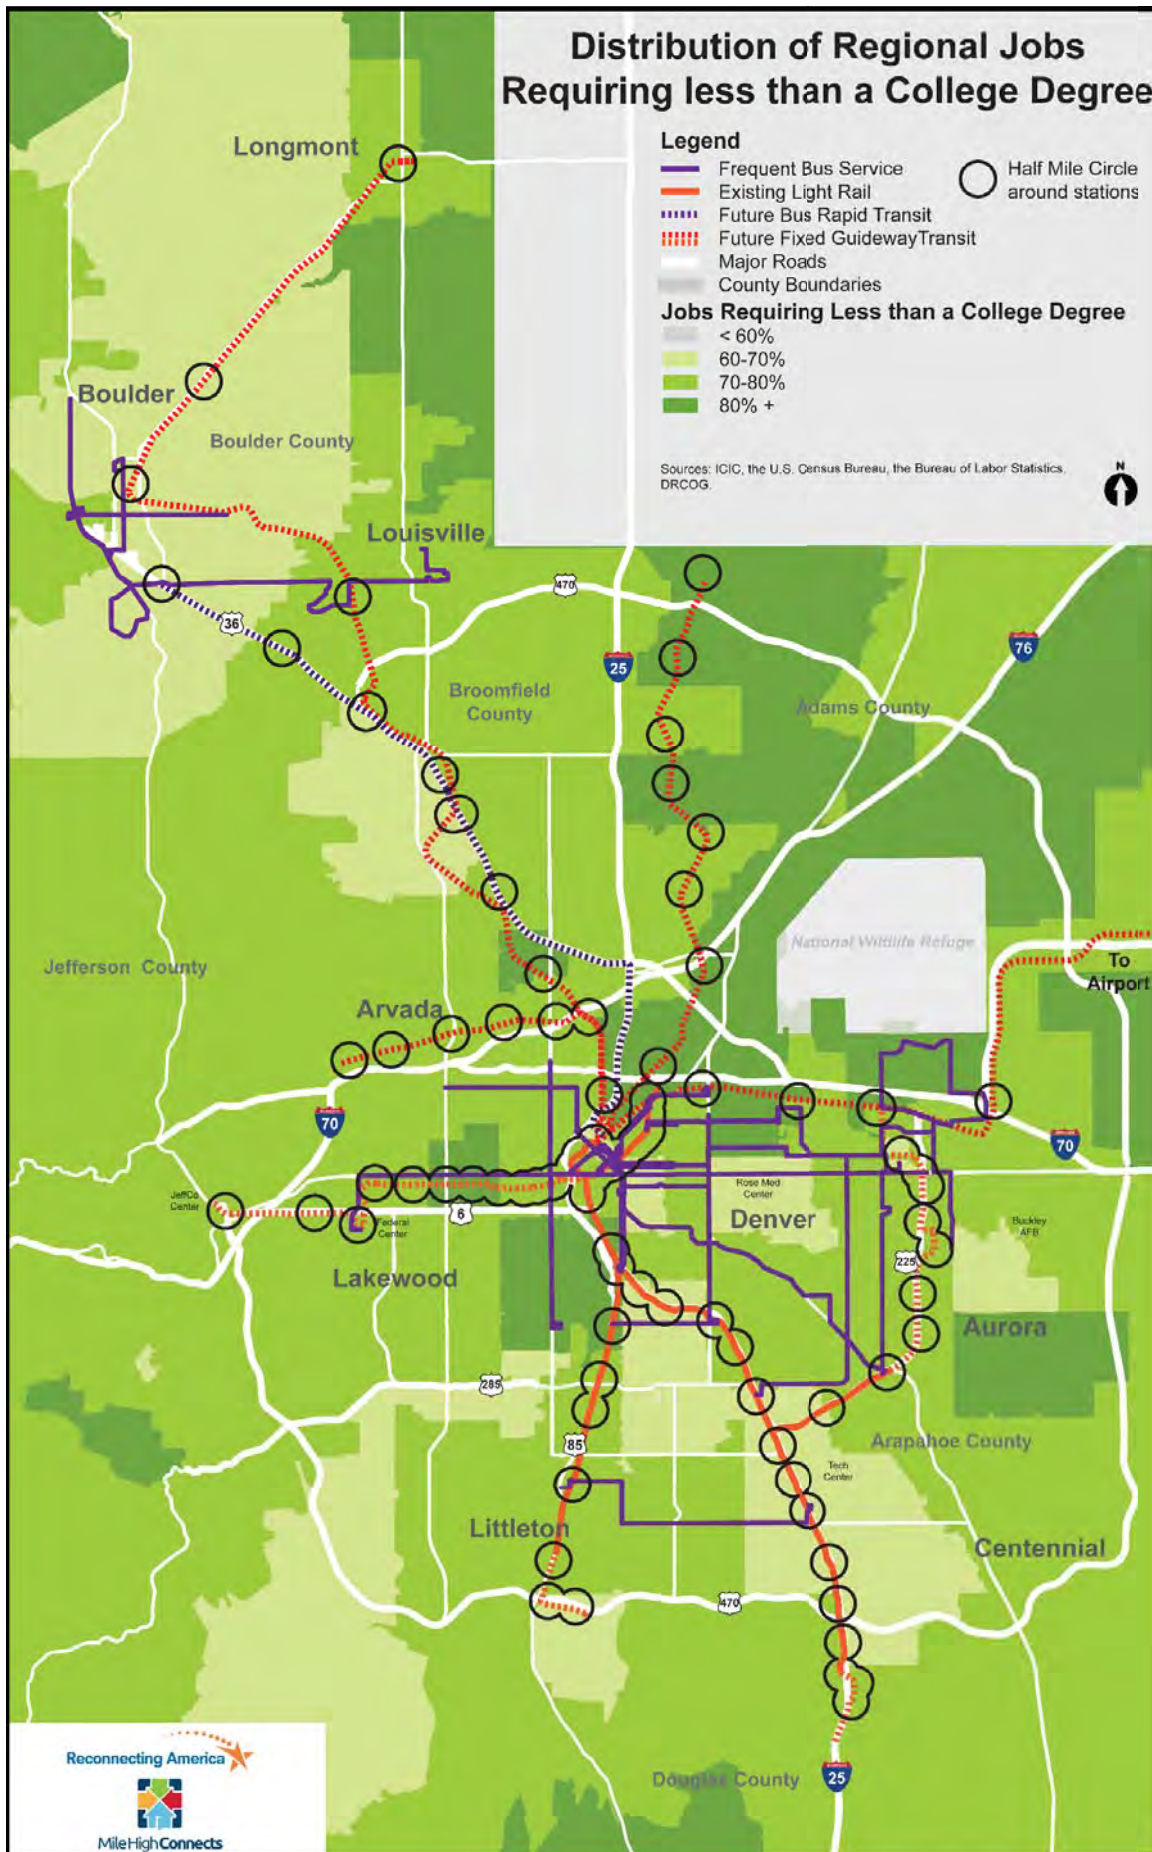 Distribution of Regional Jobs
Requiring less than a College Degree
Legend
Frequent Bus Service
Existing Light Rail
Future Bus Rapid Transit
Future Fixed GuidewayTransit
Major Roads
County Boundaries
Half Mile Circle
around stations
Jobs Requiring Less than a College Degree
< 60%
60-70%
70-80%
80% +
Sources: ICIC, the U.S. Census Bureau, the Bureau of Labor Statistics,
DRCOG.
N
Longmont
Boulder
Boulder County
Louisville
470
36
25
76
Broomfield
County
Adams County
National Wildlife Refuge
Jefferson County
To
Airport
Arvada
70
70
JeffCo
Center
Federal
Center
6
Rose Med
Center
Denver
Buckley
AFB
225
Lakewood
Aurora
285
85
Arapahoe County
Tech
Center
Littleton
Centennial
470
Douglas County
25
Reconnecting America
MileHighConnects